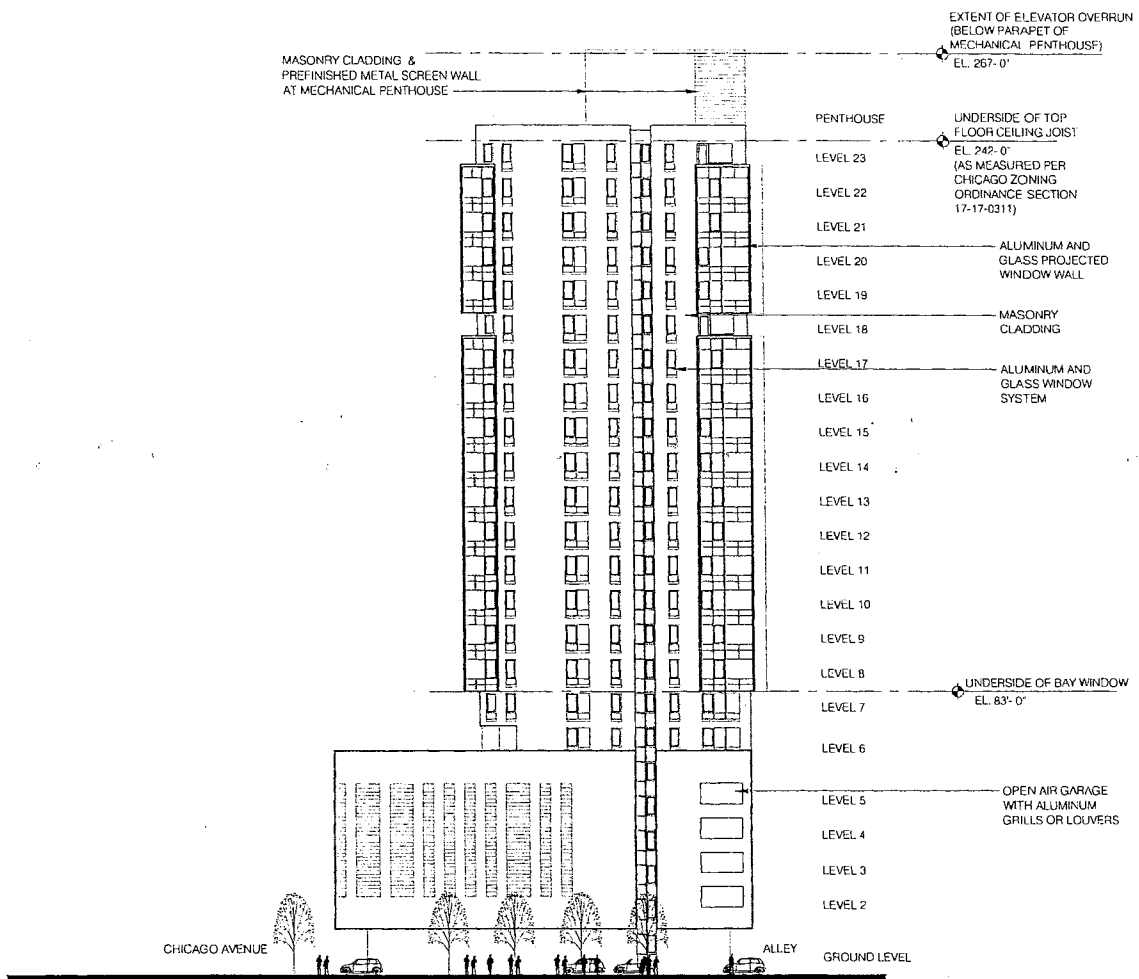 EXTENT OF ELEVATOR OVERRUN
(BELOW PARAPET OF
MECHANICAL PENTHOUSE)
EL. 267-0"
MASONRY CLADDING &
PREFINISHED METAL SCREEN WALL
AT MECHANICAL PENTHOUSE
PENTHOUSE
UNDERSIDE OF TOP
FLOOR CEILING JOIST
EL. 242-0"
(AS MEASURED PER
CHICAGO ZONING
ORDINANCE SECTION
17-17-0311)
LEVEL 23
LEVEL 22
LEVEL 21
ALUMINUM AND
GLASS PROJECTED
WINDOW WALL
LEVEL 20
LEVEL 19
MASONRY
CLADDING
LEVEL 18
LEVEL 17
ALUMINUM AND
GLASS WINDOW
SYSTEM
LEVEL 16
LEVEL 15
LEVEL 14
LEVEL 13
LEVEL 12
LEVEL 11
LEVEL 10
LEVEL 9
LEVEL 8
UNDERSIDE OF BAY WINDOW
EL. 83'-0"
LEVEL 7
LEVEL 6
OPEN AIR GARAGE
WITH ALUMINUM
GRILLS OR LOUVERS
LEVEL 5
LEVEL 4
LEVEL 3
LEVEL 2
CHICAGO AVENUE
ALLEY
GROUND LEVEL